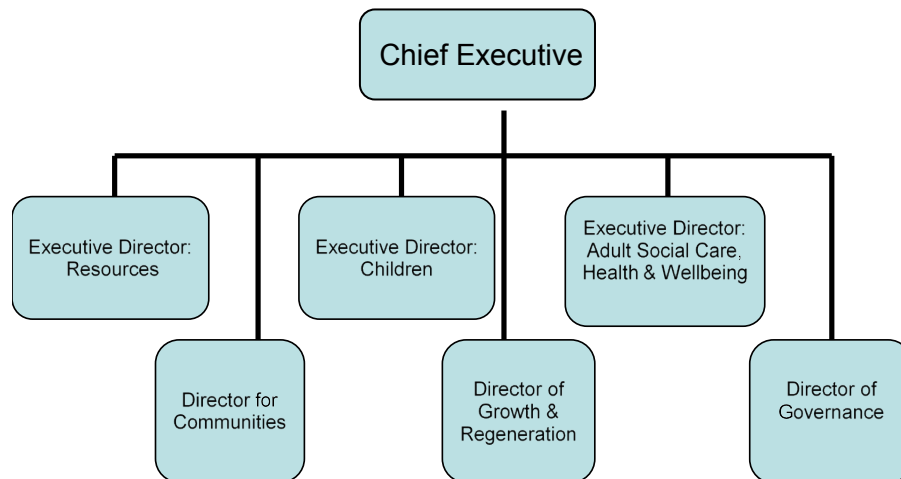 Chief Executive
Executive Director:
Resources
Executive Director:
Children
Executive Director:
Adult Social Care,
Health & Wellbeing
Director for
Communities
Director of
Growth &
Regeneration
Director of
Governance